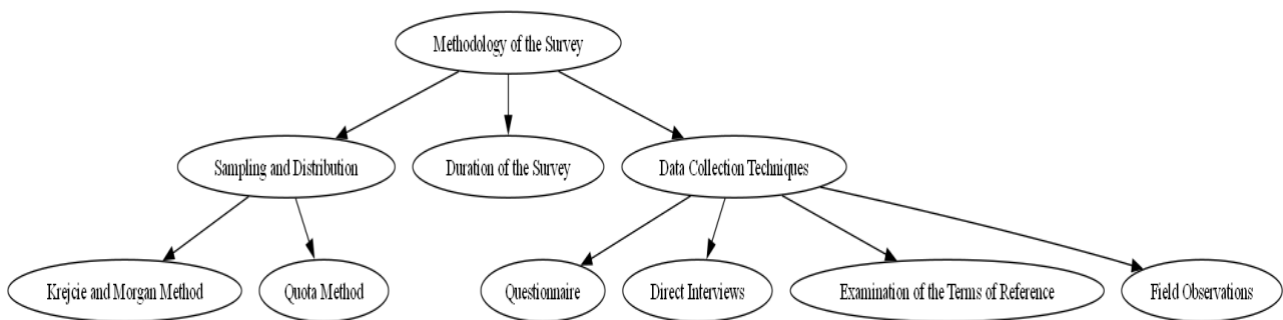 Methodology of the Survey
Sampling and Distribution
Duration of the Survey
Data Collection Techniques
Krejcie and Morgan Method
Quota Method
Questionnaire
Direct Interviews
Examination of the Terms of Reference
Field Observations